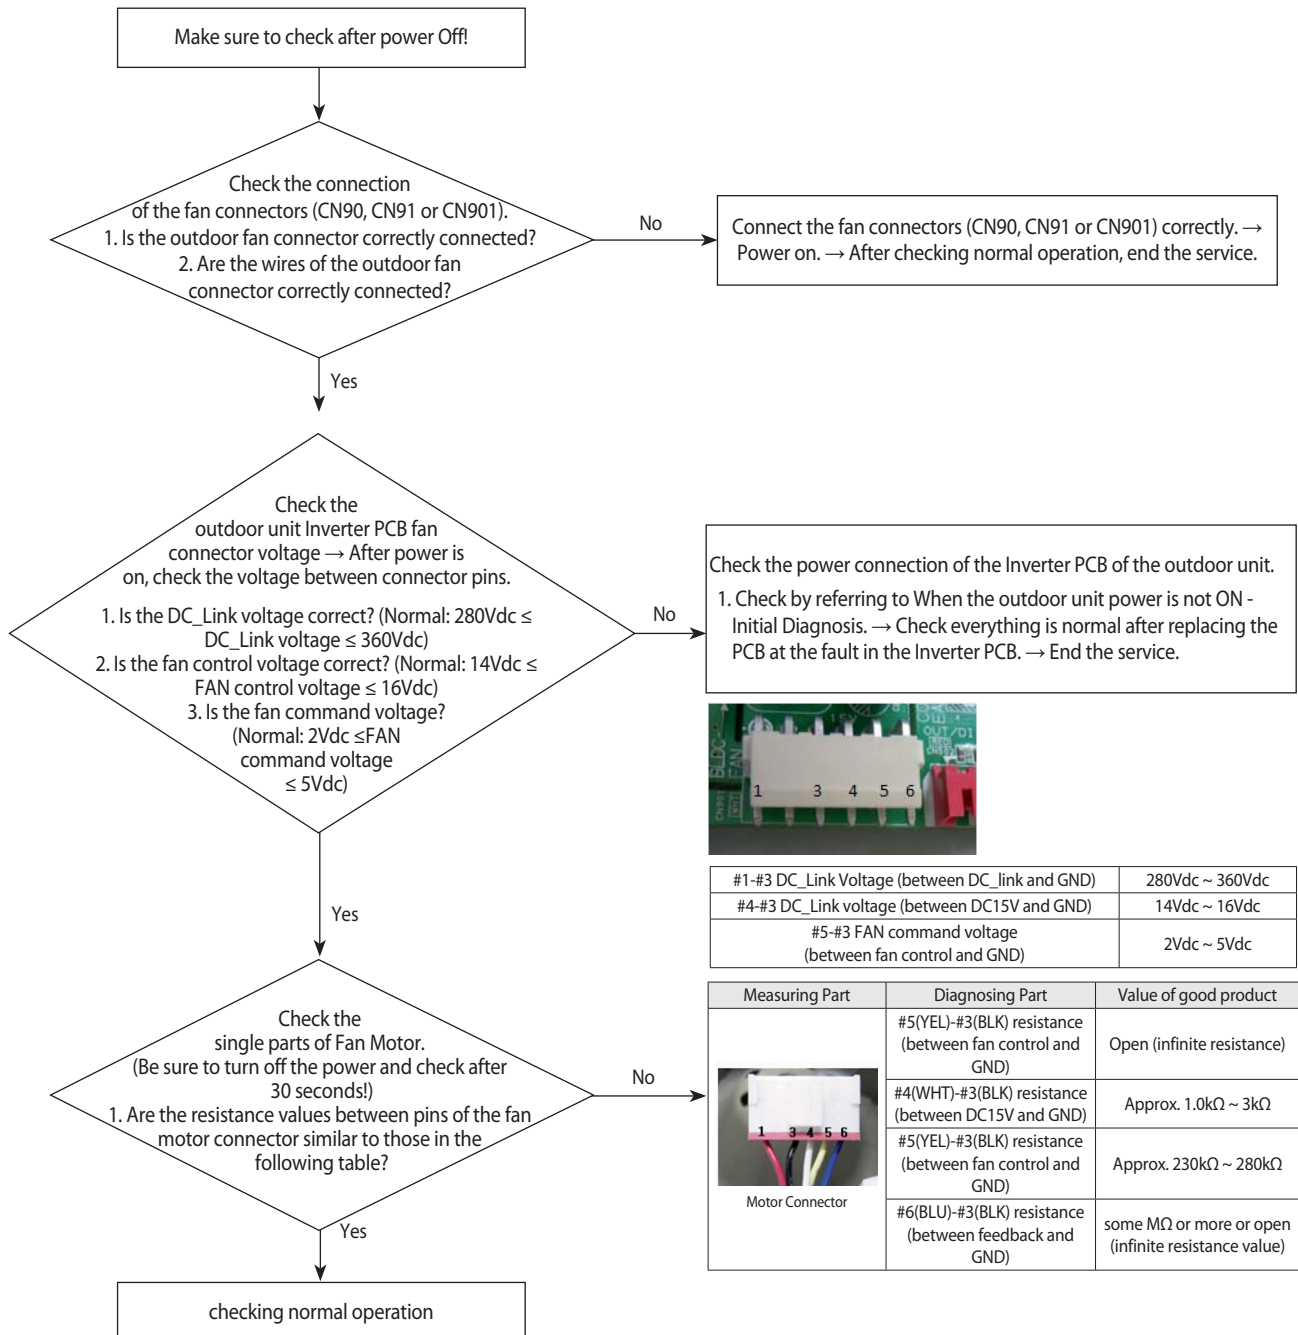 Make sure to check after power Off!
Check the connection
of the fan connectors (CN90, CN91 or CN901).
1. Is the outdoor fan connector correctly connected?
2. Are the wires of the outdoor fan
connector correctly connected?
No
Connect the fan connectors (CN90, CN91 or CN901) correctly. →
Power on. → After checking normal operation, end the service.
Yes
Check the
outdoor unit Inverter PCB fan
connector voltage → After power is
on, check the voltage between connector pins.
1. Is the DC_Link voltage correct? (Normal: 280Vdc ≤
DC_Link voltage ≤ 360Vdc)
2. Is the fan control voltage correct? (Normal: 14Vdc ≤
FAN control voltage ≤ 16Vdc)
3. Is the fan command voltage?
(Normal: 2Vdc ≤FAN
command voltage
≤ 5Vdc)
No
Check the power connection of the Inverter PCB of the outdoor unit.
1. Check by referring to When the outdoor unit power is not ON -
Initial Diagnosis. → Check everything is normal after replacing the
PCB at the fault in the Inverter PCB. → End the service.
BLDC
FAN
OUT/D1
1 3 4 5 6
#1-#3 DC_Link Voltage (between DC_link and GND) 280Vdc ~ 360Vdc
#4-#3 DC_Link voltage (between DC15V and GND) 14Vdc ~ 16Vdc
#5-#3 FAN command voltage
(between fan control and GND) 2Vdc ~ 5Vdc
Yes
Check the
single parts of Fan Motor.
(Be sure to turn off the power and check after
30 seconds!)
1. Are the resistance values between pins of the fan
motor connector similar to those in the
following table?
No
Measuring Part Diagnosing Part Value of good product
1 3 4 5 6
Motor Connector
#5(YEL)-#3(BLK) resistance
(between fan control and
GND)
Open (infinite resistance)
#4(WHT)-#3(BLK) resistance
(between DC15V and GND)
Approx. 1.0kΩ ~ 3kΩ
#5(YEL)-#3(BLK) resistance
(between fan control and
GND)
Approx. 230kΩ ~ 280kΩ
#6(BLU)-#3(BLK) resistance
(between feedback and
GND)
some MΩ or more or open
(infinite resistance value)
Yes
checking normal operation